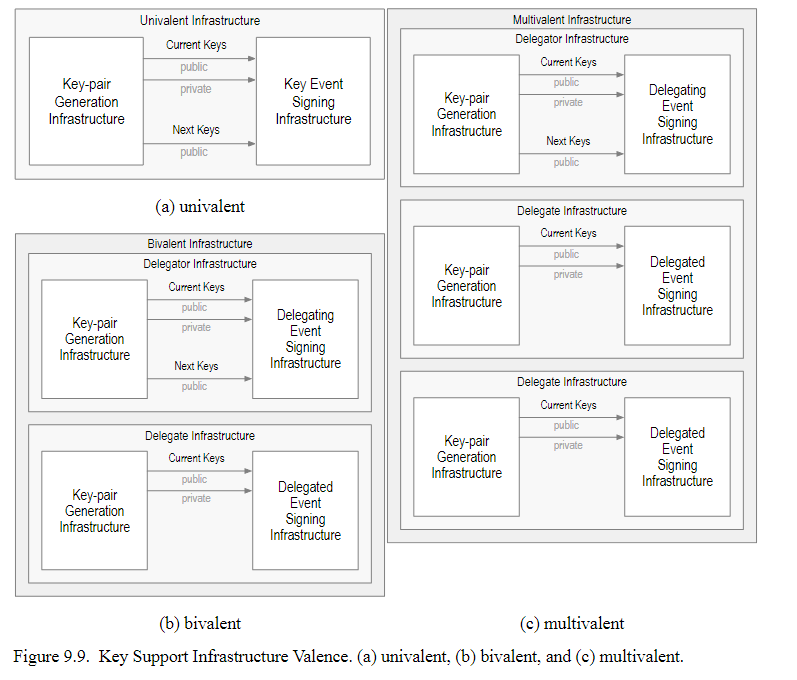 Univalent Infrastructure
Key-pair
Generation
Infrastructure
Current Keys
public
private
Next Keys
public
Key Event
Signing
Infrastructure
(a) univalent
Bivalent Infrastructure
Delegator Infrastructure
Key-pair
Generation
Infrastructure
Current Keys
public
private
Next Keys
public
Delegating
Event
Signing
Infrastructure
Delegate Infrastructure
Key-pair
Generation
Infrastructure
Current Keys
public
private
Delegated
Event
Signing
Infrastructure
(b) bivalent
Multivalent Infrastructure
Delegator Infrastructure
Key-pair
Generation
Infrastructure
Current Keys
public
private
Next Keys
public
Delegating
Event
Signing
Infrastructure
Delegate Infrastructure
Key-pair
Generation
Infrastructure
Current Keys
public
private
Delegated
Event
Signing
Infrastructure
Delegate Infrastructure
Key-pair
Generation
Infrastructure
Current Keys
public
private
Delegated
Event
Signing
Infrastructure
(c) multivalent
Figure 9.9. Key Support Infrastructure Valence. (a) univalent, (b) bivalent, and (c) multivalent.